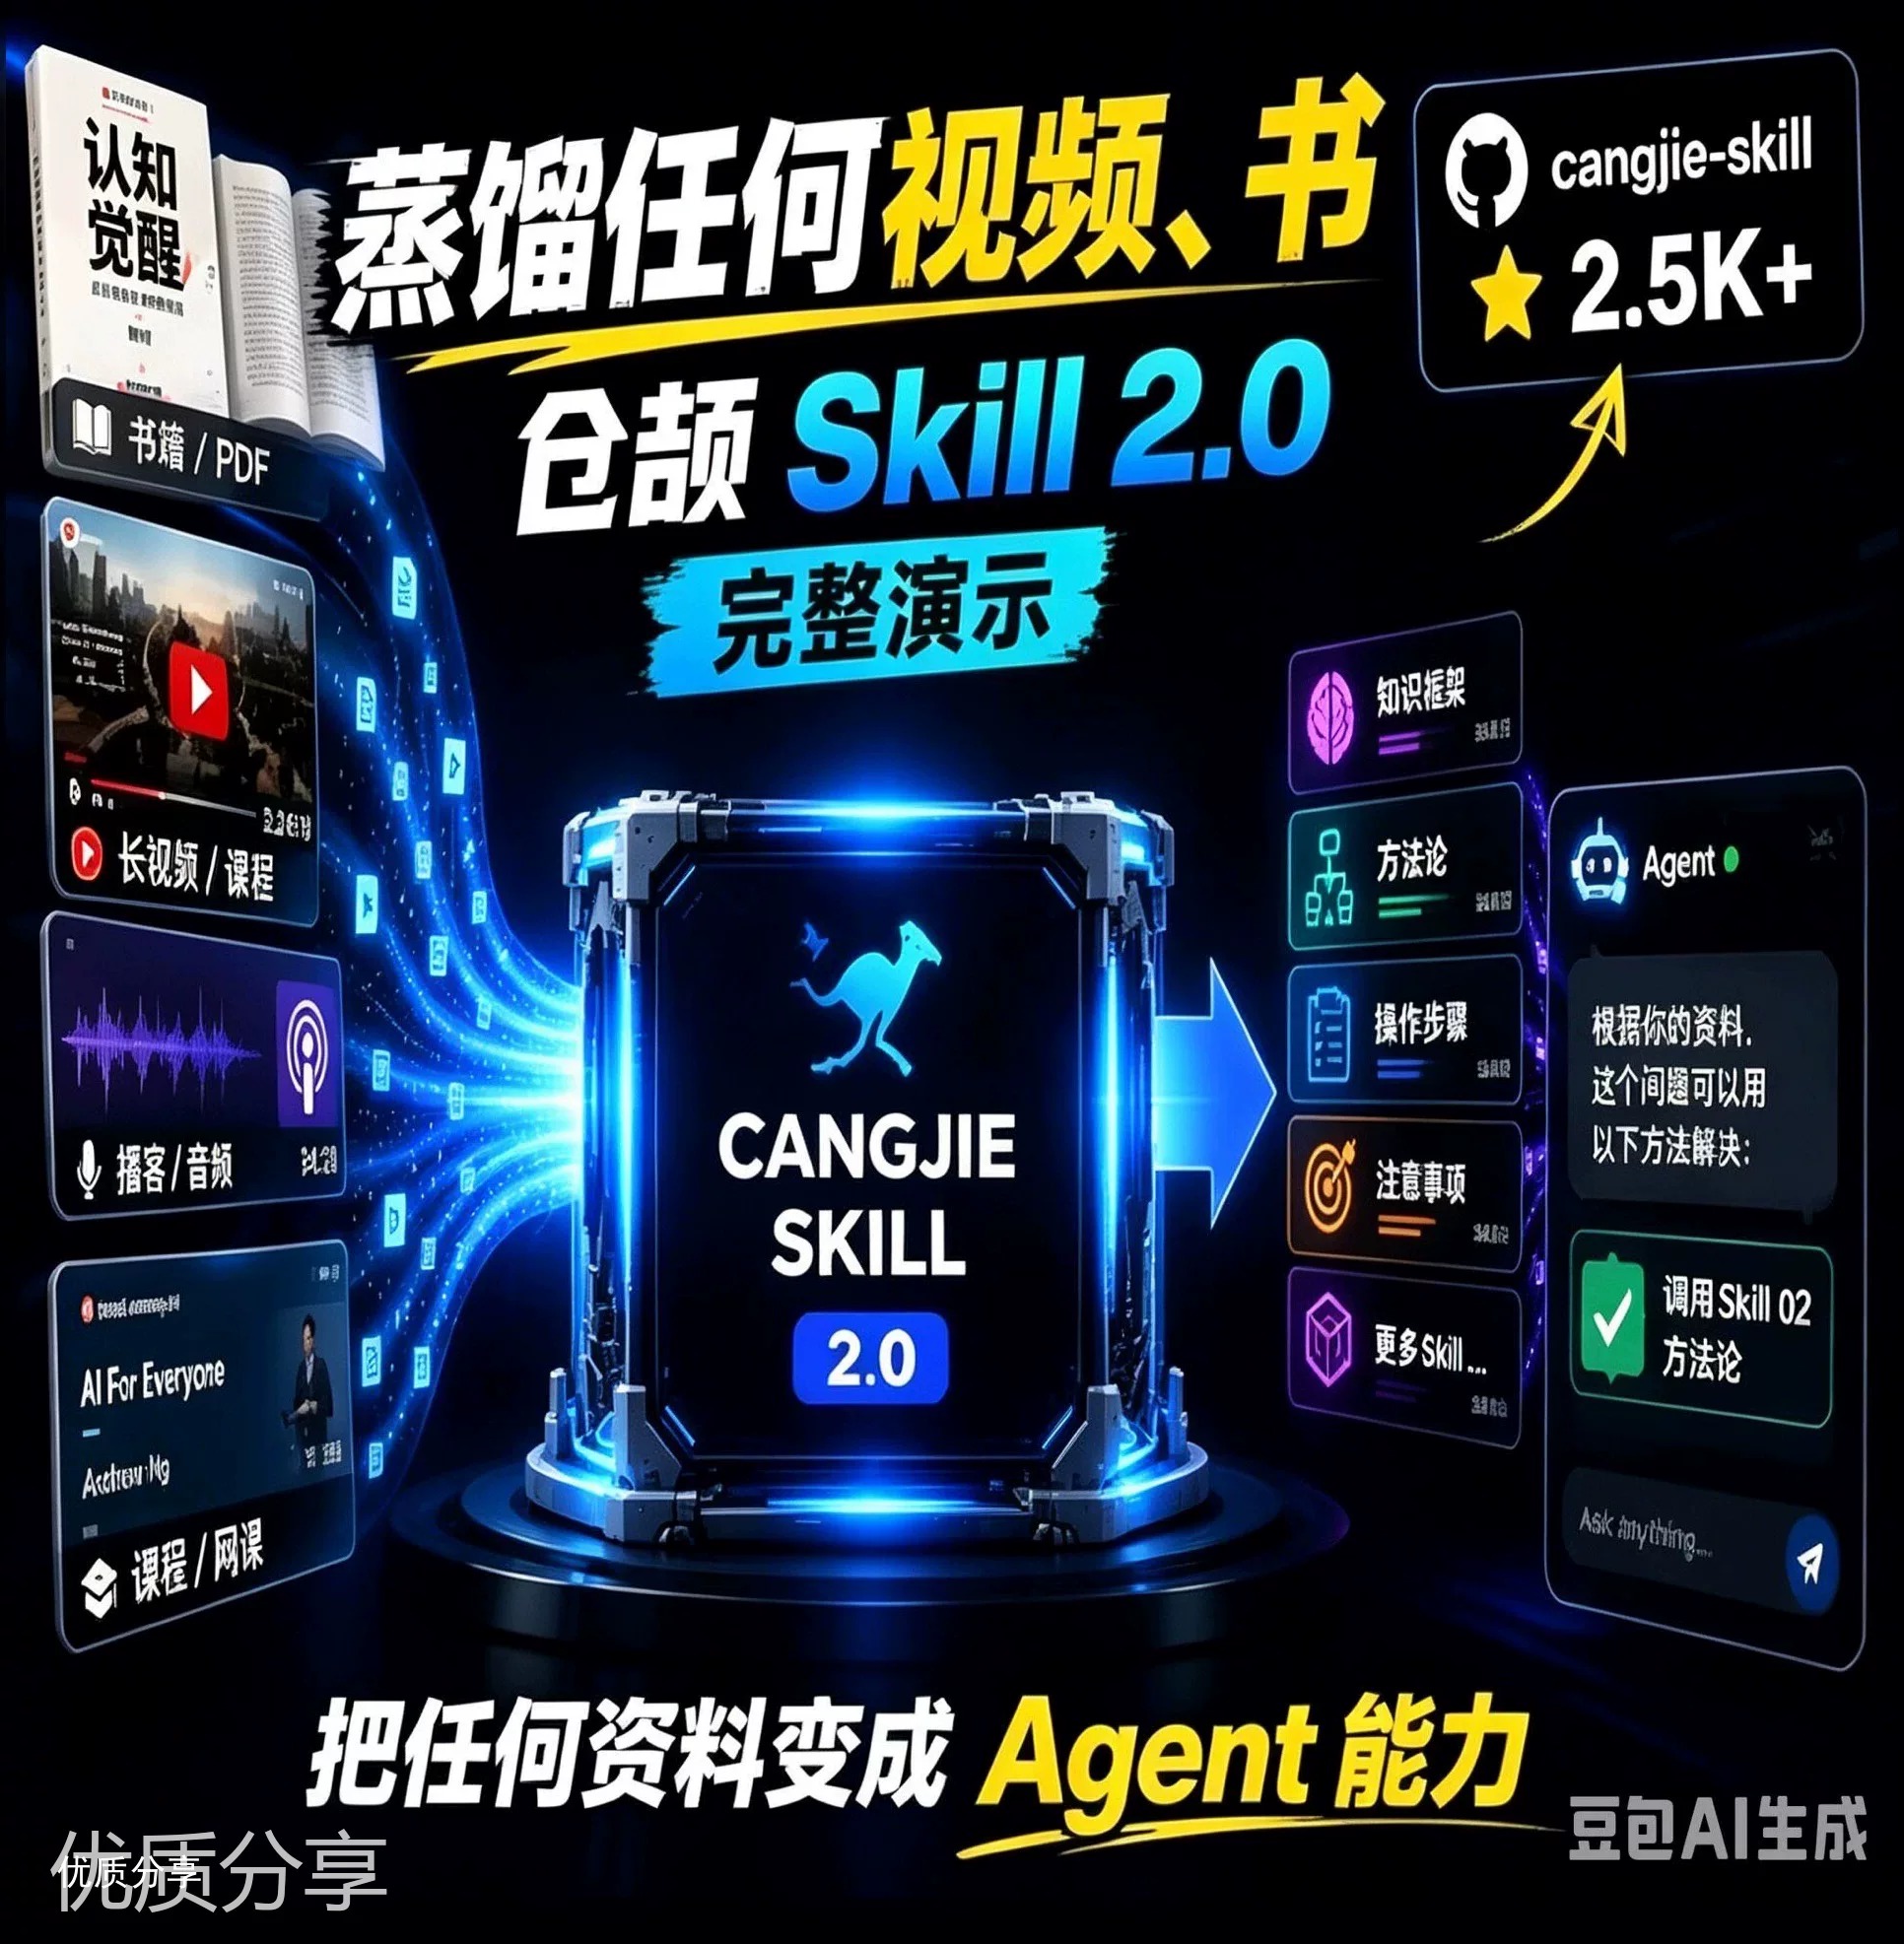 认知
觉醒
书籍 / PDF
蒸馏任何视频、书
仓颉 Skill 2.0
完整演示
cangjie-skill
2.5K+
长视频 / 课程
播客 / 音频
AI For Everyone
课程 / 网课
CANGJIE
SKILL
2.0
知识框架
方法论
操作步骤
注意事项
更多 Skill ...
Agent
根据你的资料.
这个问题可以用
以下方法解决:
调用 Skill 02
方法论
Ask anything...
把任何资料变成 Agent 能力
豆包AI生成
优质分享
优质分享